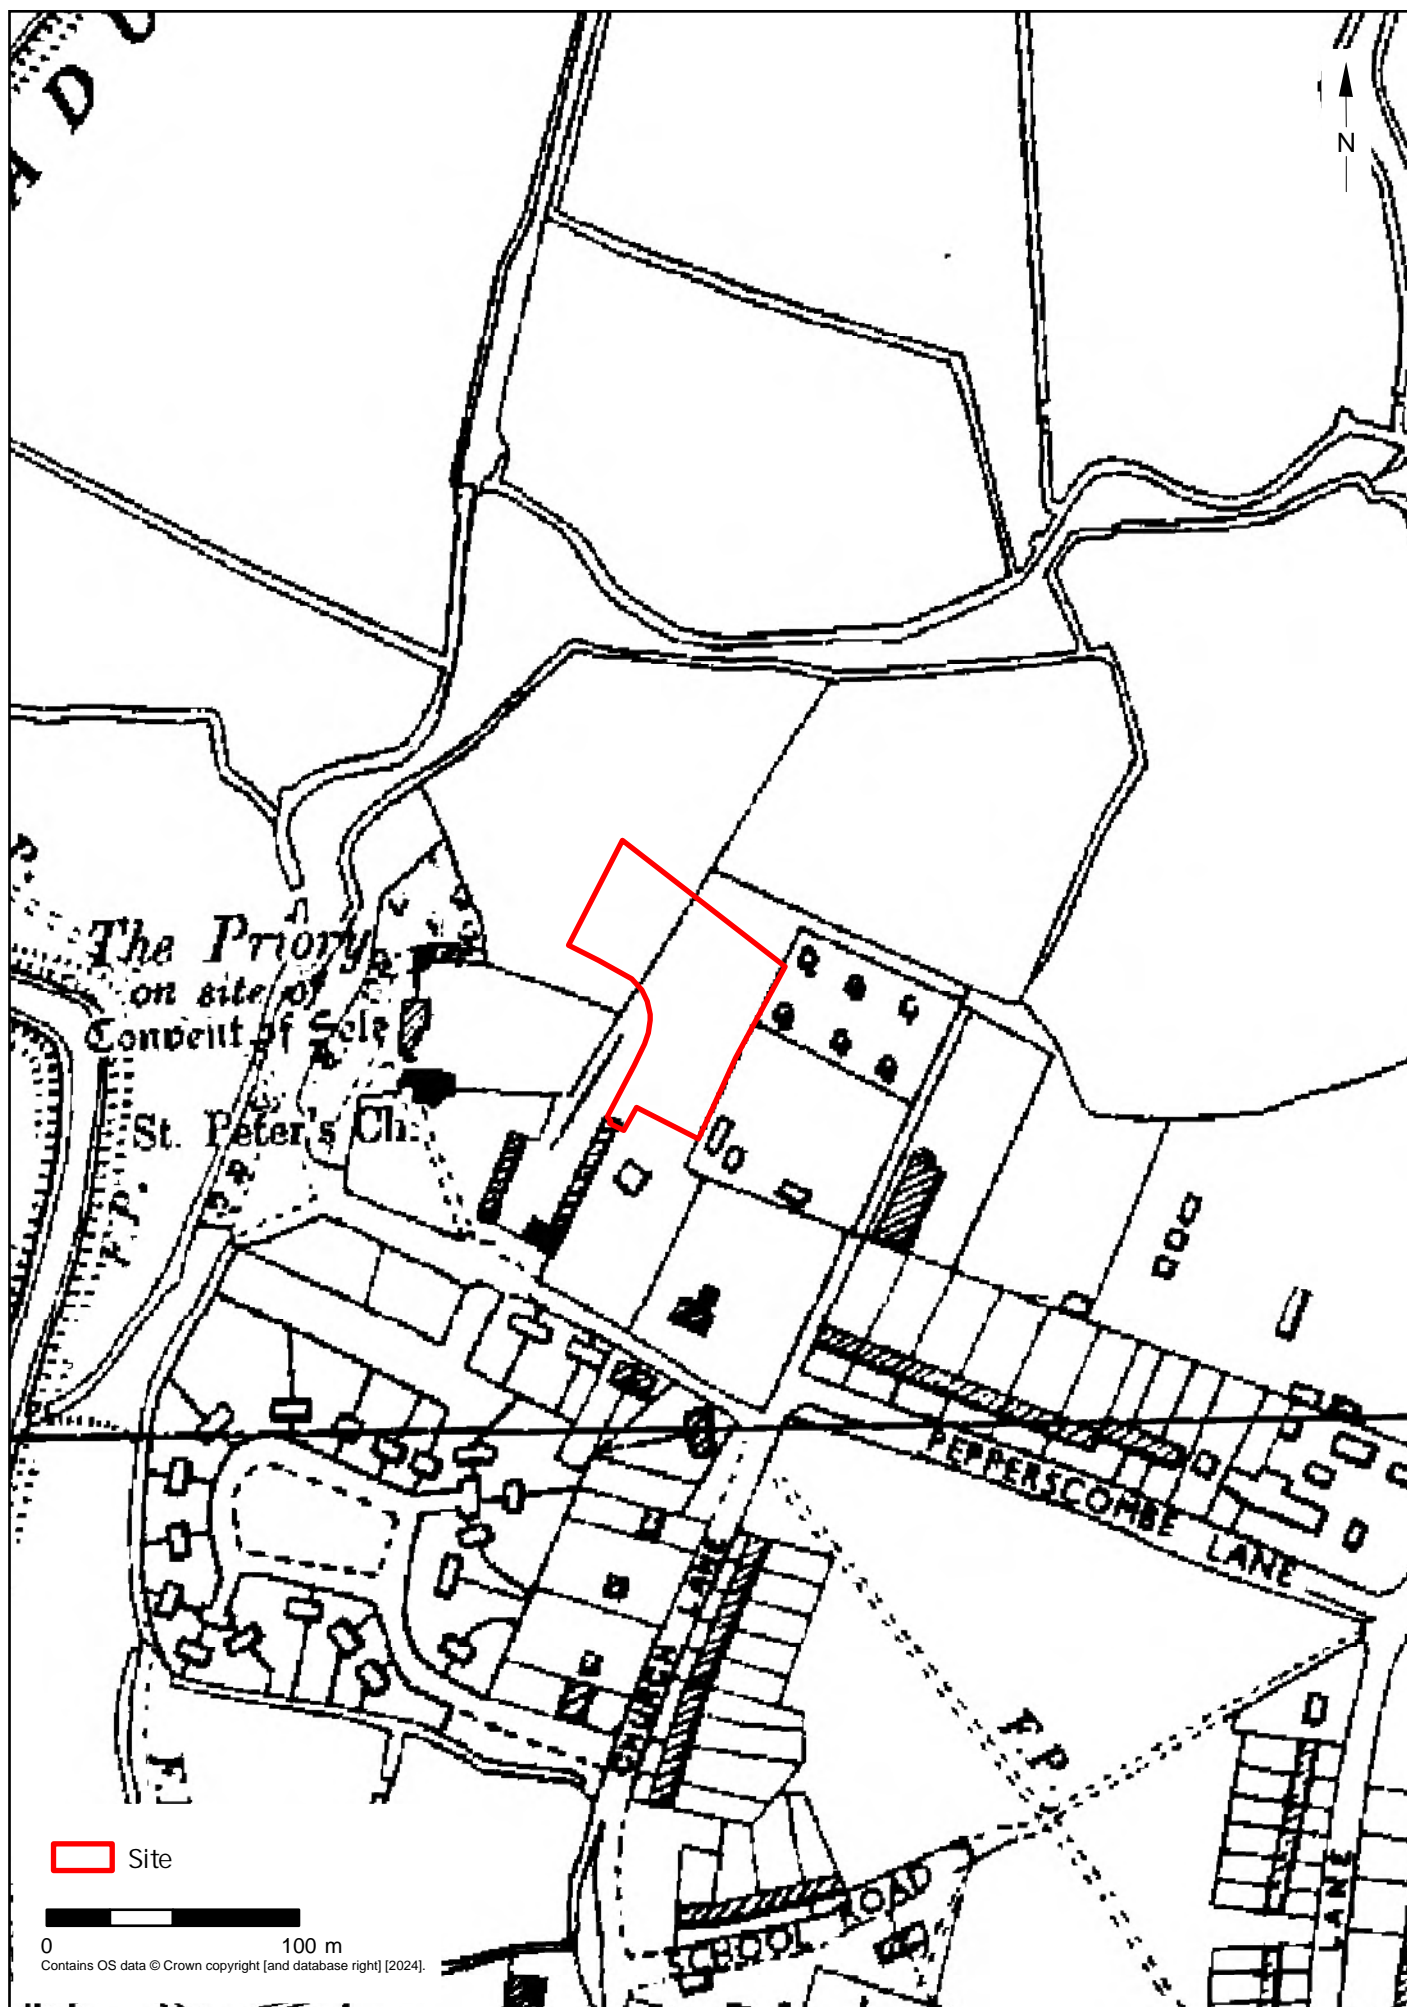 A D
N
The Priory
on site of
Convent of Sele
St. Peter's Ch.
F.P.
PEPPERSCOMBE LANE
CHURCH LANE
F.P.
LANE
SCHOOL ROAD
Site
0 100 m
Contains OS data © Crown copyright [and database right] [2024].